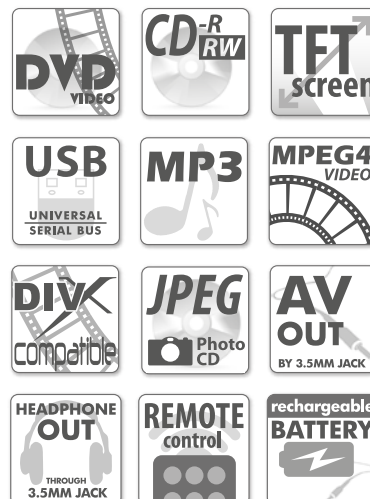 DVD
VIDEO
CD-R
RW
TFT
screen
USB
UNIVERSAL
SERIAL BUS
MP3
MPEG4
VIDEO
DIVX
compatible
JPEG
Photo
CD
AV
OUT
BY 3.5MM JACK
HEADPHONE
OUT
THROUGH
3.5MM JACK
REMOTE
control
rechargeable
BATTERY